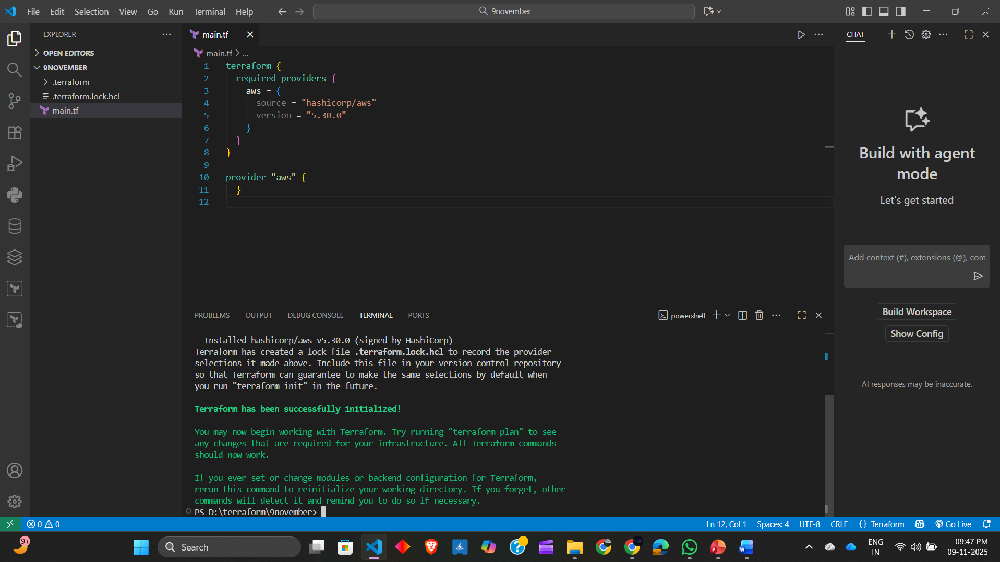 File Edit Selection View Go Run Terminal Help
9november
EXPLORER
OPEN EDITORS
9NOVEMBER
.terraform
.terraform.lock.hcl
main.tf
main.tf
main.tf > ...
1 terraform {
2 required_providers {
3 aws = {
4 source = "hashicorp/aws"
5 version = "5.30.0"
6 }
7 }
8 }
9
10 provider "aws" {
11 }
12
PROBLEMS OUTPUT DEBUG CONSOLE TERMINAL PORTS
powershell
- Installed hashicorp/aws v5.30.0 (signed by HashiCorp)
Terraform has created a lock file .terraform.lock.hcl to record the provider
selections it made above. Include this file in your version control repository
so that Terraform can guarantee to make the same selections by default when
you run "terraform init" in the future.
Terraform has been successfully initialized!
You may now begin working with Terraform. Try running "terraform plan" to see
any changes that are required for your infrastructure. All Terraform commands
should now work.
If you ever set or change modules or backend configuration for Terraform,
rerun this command to reinitialize your working directory. If you forget, other
commands will detect it and remind you to do so if necessary.
PS D:\terraform\9november>
CHAT
Build with agent
mode
Let's get started
Add context (#), extensions (@), com
Build Workspace
Show Config
AI responses may be inaccurate.
0 0
Ln 12, Col 1 Spaces: 4 UTF-8 CRLF {} Terraform Go Live
9+
Search
ENG
IN
09:47 PM
09-11-2025